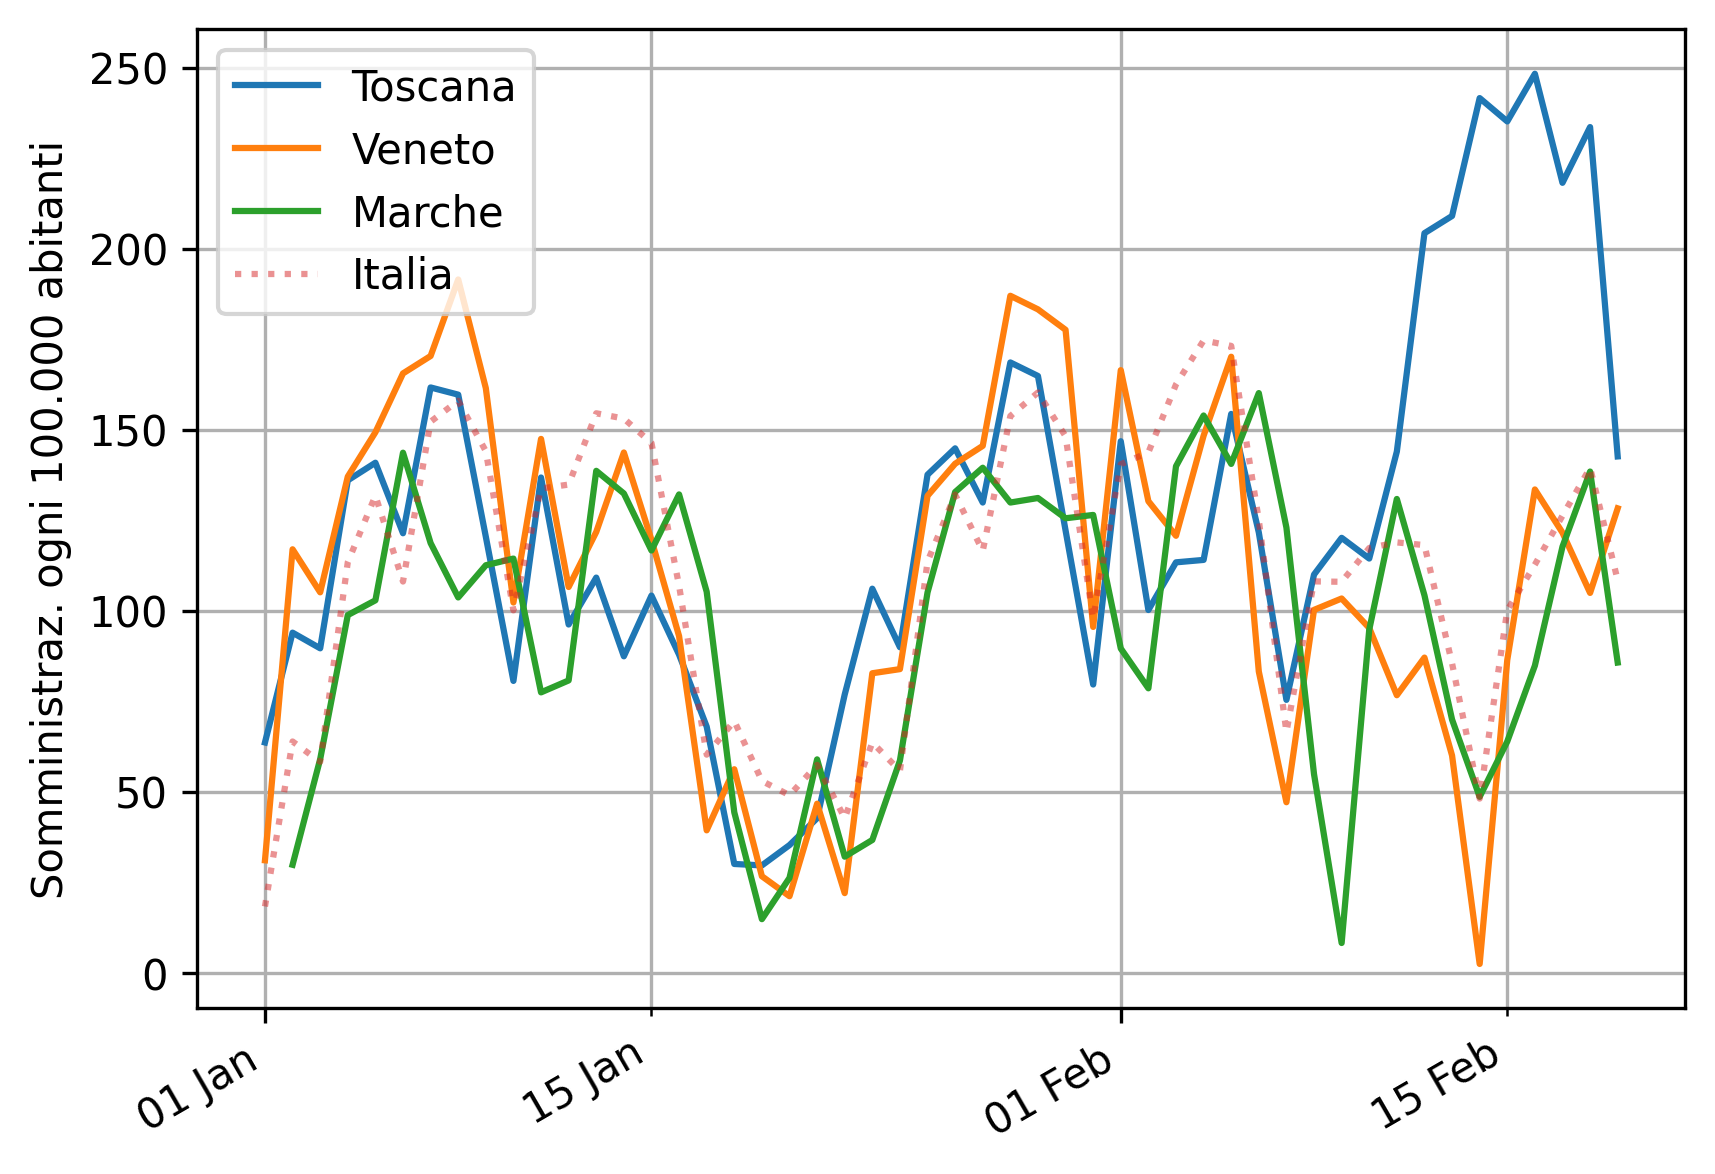 Somministraz. ogni 100.000 abitanti
250
200
150
100
50
0
Toscana
Veneto
Marche
Italia
01 Jan
15 Jan
01 Feb
15 Feb